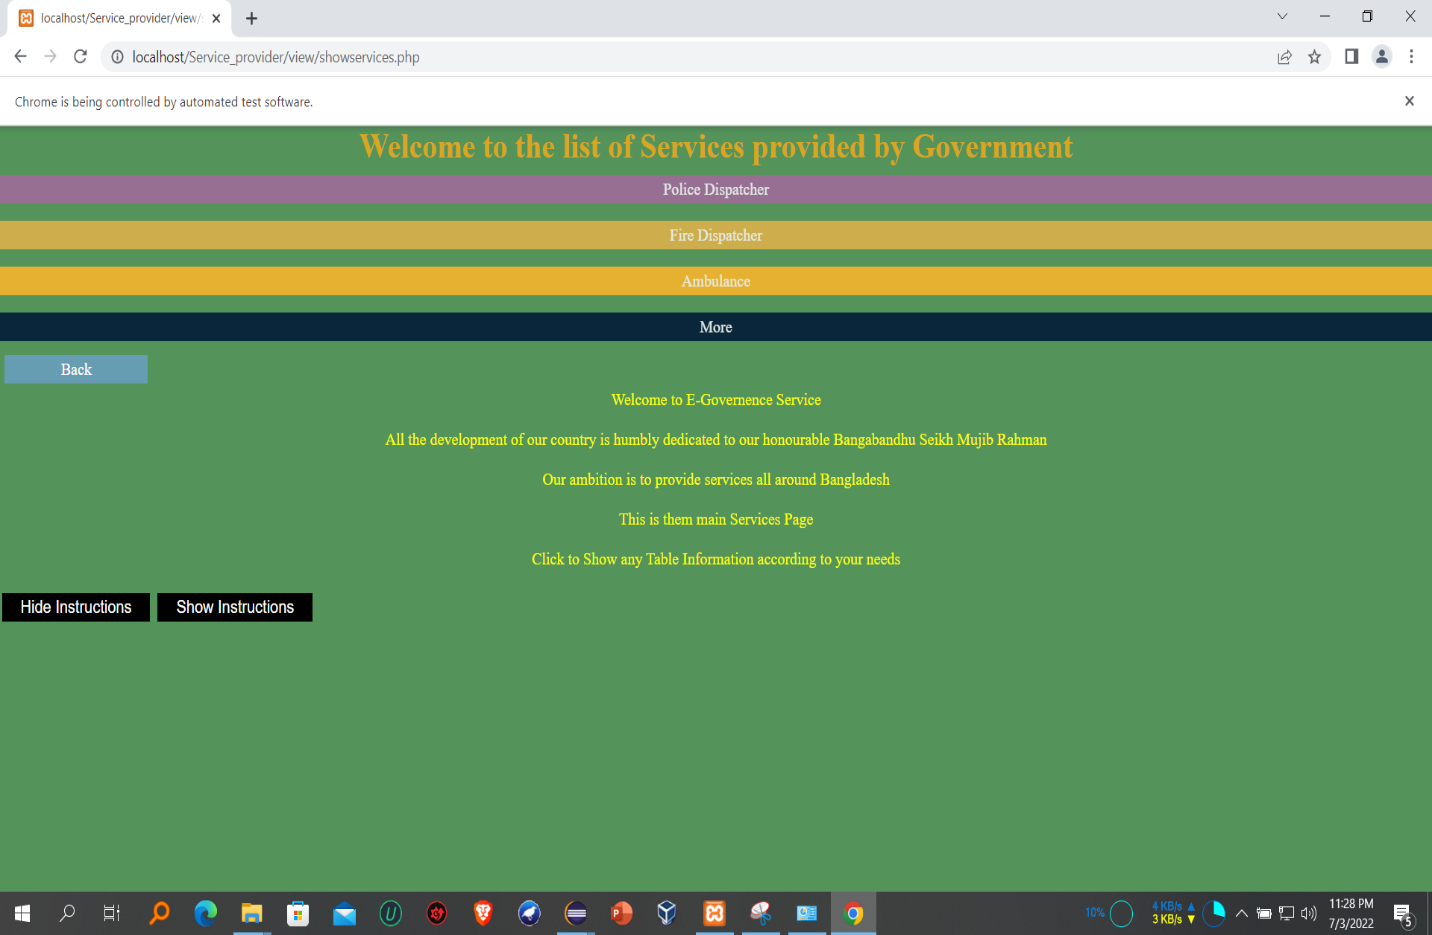 localhost/Service_provider/view/s
localhost/Service_provider/view/showservices.php
Chrome is being controlled by automated test software.
Welcome to the list of Services provided by Government
Police Dispatcher
Fire Dispatcher
Ambulance
More
Back
Welcome to E-Governence Service
All the development of our country is humbly dedicated to our honourable Bangabandhu Seikh Mujib Rahman
Our ambition is to provide services all around Bangladesh
This is them main Services Page
Click to Show any Table Information according to your needs
Hide Instructions Show Instructions
10% 4 KB/s 11:28 PM
3 KB/s 7/3/2022
5